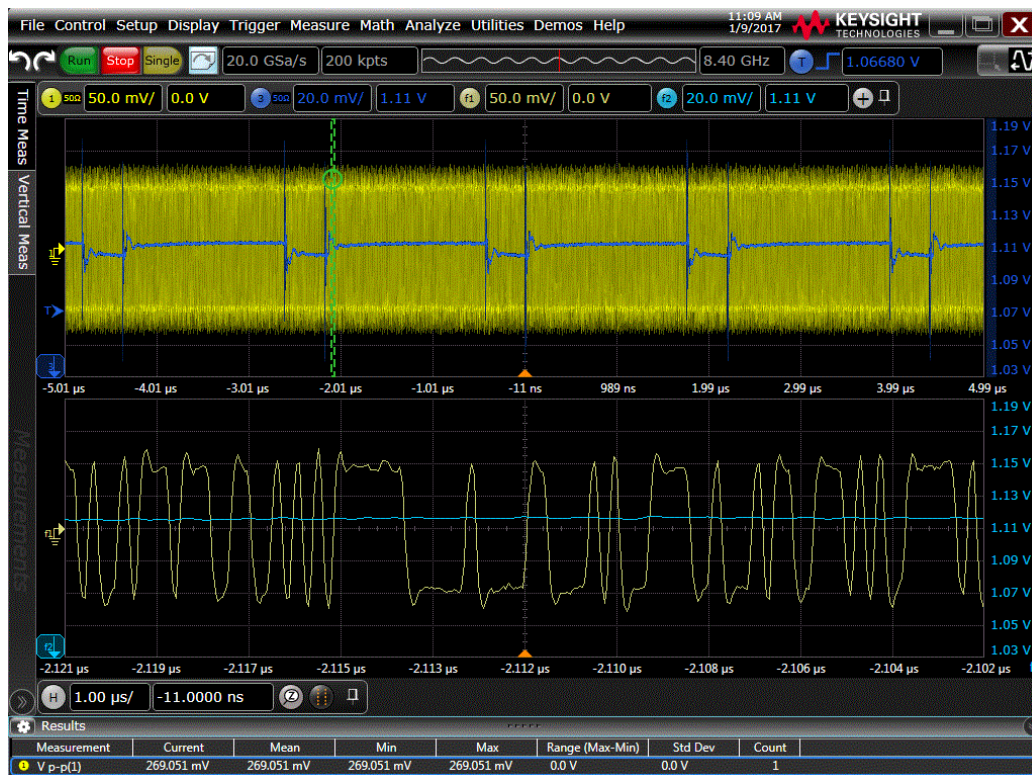 File Control Setup Display Trigger Measure Math Analyze Utilities Demos Help
11:09 AM
1/9/2017
KEYSIGHT
TECHNOLOGIES
X
Run Stop Single 20.0 GSa/s 200 kpts 8.40 GHz T 1.06680 V
1 50Ω 50.0 mV/ 0.0 V 3 50Ω 20.0 mV/ 1.11 V f1 50.0 mV/ 0.0 V f2 20.0 mV/ 1.11 V +
Time Meas
Vertical Meas
Measurements
1.19 V
1.17 V
1.15 V
1.13 V
1.11 V
1.09 V
1.07 V
1.05 V
1.03 V
T
3
-5.01 µs -4.01 µs -3.01 µs -2.01 µs -1.01 µs -11 ns 989 ns 1.99 µs 2.99 µs 3.99 µs 4.99 µs
1.19 V
1.17 V
1.15 V
1.13 V
1.11 V
1.09 V
1.07 V
1.05 V
1.03 V
f1
f2
-2.121 µs -2.119 µs -2.117 µs -2.115 µs -2.113 µs -2.112 µs -2.110 µs -2.108 µs -2.106 µs -2.104 µs -2.102 µs
H 1.00 µs/ -11.0000 ns Z
Results
Measurement Current Mean Min Max Range (Max-Min) Std Dev Count
1 V p-p(1) 269.051 mV 269.051 mV 269.051 mV 269.051 mV 0.0 V 0.0 V 1